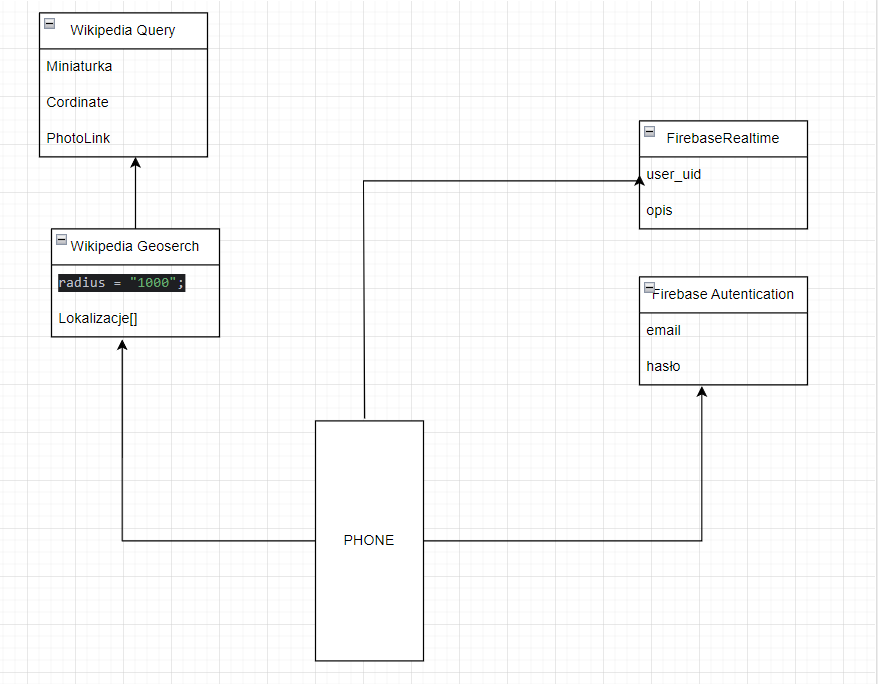 Wikipedia Query
Miniaturka
Cordinate
PhotoLink
FirebaseRealtime
user_uid
opis
Wikipedia Geoserch
radius = "1000";
Lokalizacje[]
Firebase Autentication
email
hasło
PHONE